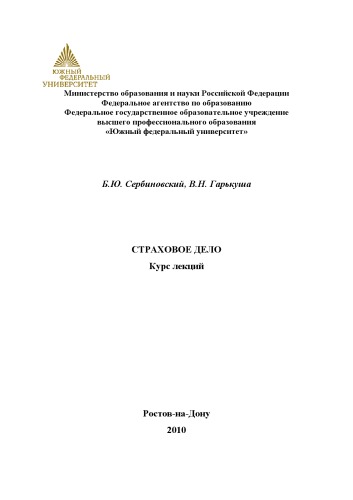 ЮЖНЫЙ
ФЕДЕРАЛЬНЫЙ
УНИВЕРСИТЕТ
Министерство образования и науки Российской Федерации
Федеральное агентство по образованию
Федеральное государственное образовательное учреждение
высшего профессионального образования
«Южный федеральный университет»
Б.Ю. Сербиновский, В.Н. Гарькуша
СТРАХОВОЕ ДЕЛО
Курс лекций
Ростов-на-Дону
2010